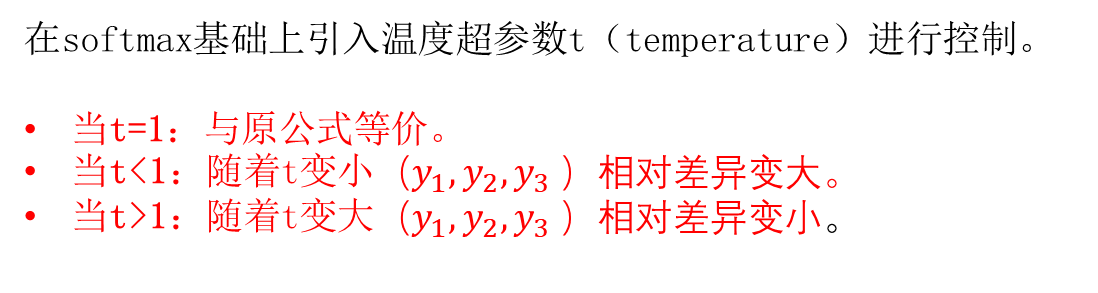 在softmax基础上引入温度超参数t（temperature）进行控制。
• 当t=1：与原公式等价。
• 当t<1：随着t变小（y₁,y₂,y₃）相对差异变大。
• 当t>1：随着t变大（y₁,y₂,y₃）相对差异变小。